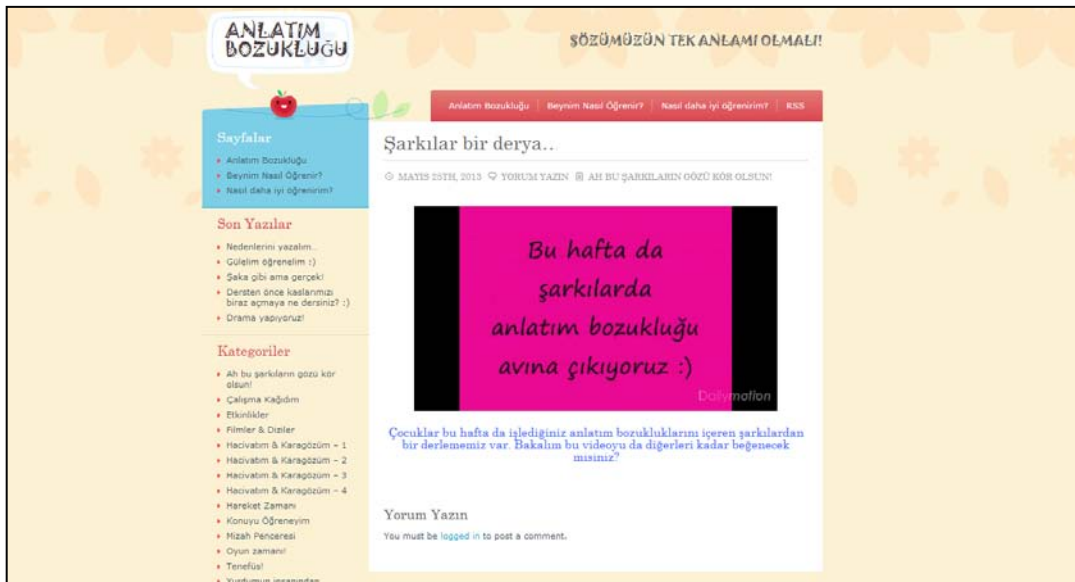 ANLATIM
BOZUKLUĞU
SÖZÜMÜZÜN TEK ANLAMI OLMALI!
Anlatım Bozukluğu
Beynim Nasıl Öğrenir?
Nasıl daha iyi öğrenirim?
RSS
Sayfalar
Anlatım Bozukluğu
Beynim Nasıl Öğrenir?
Nasıl daha iyi öğrenirim?
Son Yazılar
Nedenlerini yazalım...
Gülelim öğrenelim :)
Şaka gibi ama gerçek!
Dersten önce kaslarımızı
biraz açmaya ne dersiniz? :)
Drama yapıyoruz!
Kategoriler
Ah bu şarkıların gözü kör
olsun!
Çalışma Kağıdım
Etkinlikler
Filmler & Diziler
Hacivatım & Karagözüm – 1
Hacivatım & Karagözüm – 2
Hacivatım & Karagözüm – 3
Hacivatım & Karagözüm – 4
Hareket Zamanı
Konuyu Öğreneyim
Mizah Penceresi
Oyun zamanı!
Tenefüs!
Yurdumun insanından
Şarkılar bir derya…
MAYIS 25TH, 2013 YORUM YAZIN AH BU ŞARKILARIN GÖZÜ KÖR OLSUN!
Bu hafta da
şarkılarda
anlatım bozukluğu
avına çıkıyoruz :)
Dailymotion
Çocuklar bu hafta da işlediğiniz anlatım bozukluklarını içeren şarkılardan
bir derlememiz var. Bakalım bu videoyu da diğerleri kadar beğenecek
misiniz?
Yorum Yazın
You must be logged in to post a comment.